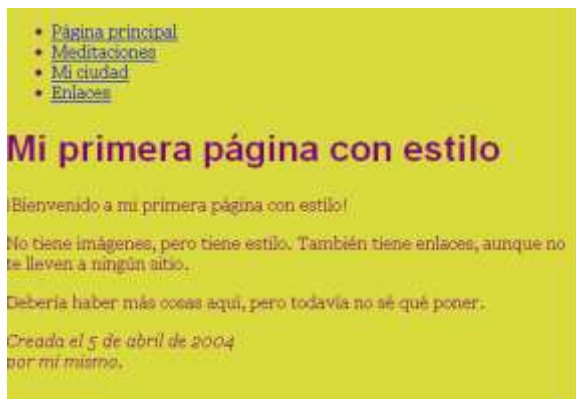 Página principal
Meditaciones
Mi ciudad
Enlaces
Mi primera página con estilo
¡Bienvenido a mi primera página con estilo!
No tiene imágenes, pero tiene estilo. También tiene enlaces, aunque no
te lleven a ningún sitio.
Debería haber más cosas aquí, pero todavía no sé qué poner.
Creada el 5 de abril de 2004
por mí mismo.